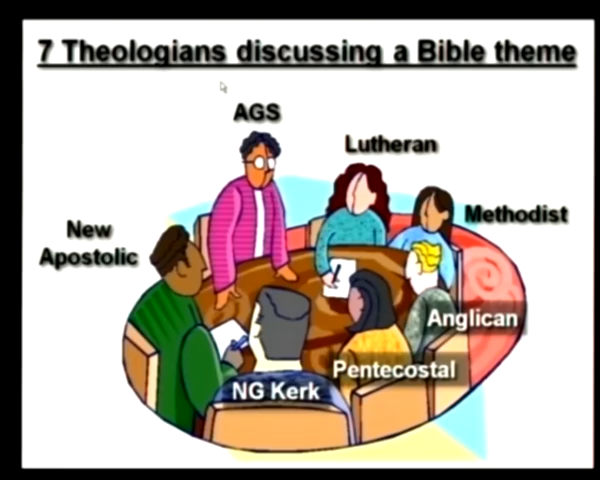 7 Theologians discussing a Bible theme
AGS
Lutheran
Methodist
New
Apostolic
Anglican
Pentecostal
NG Kerk